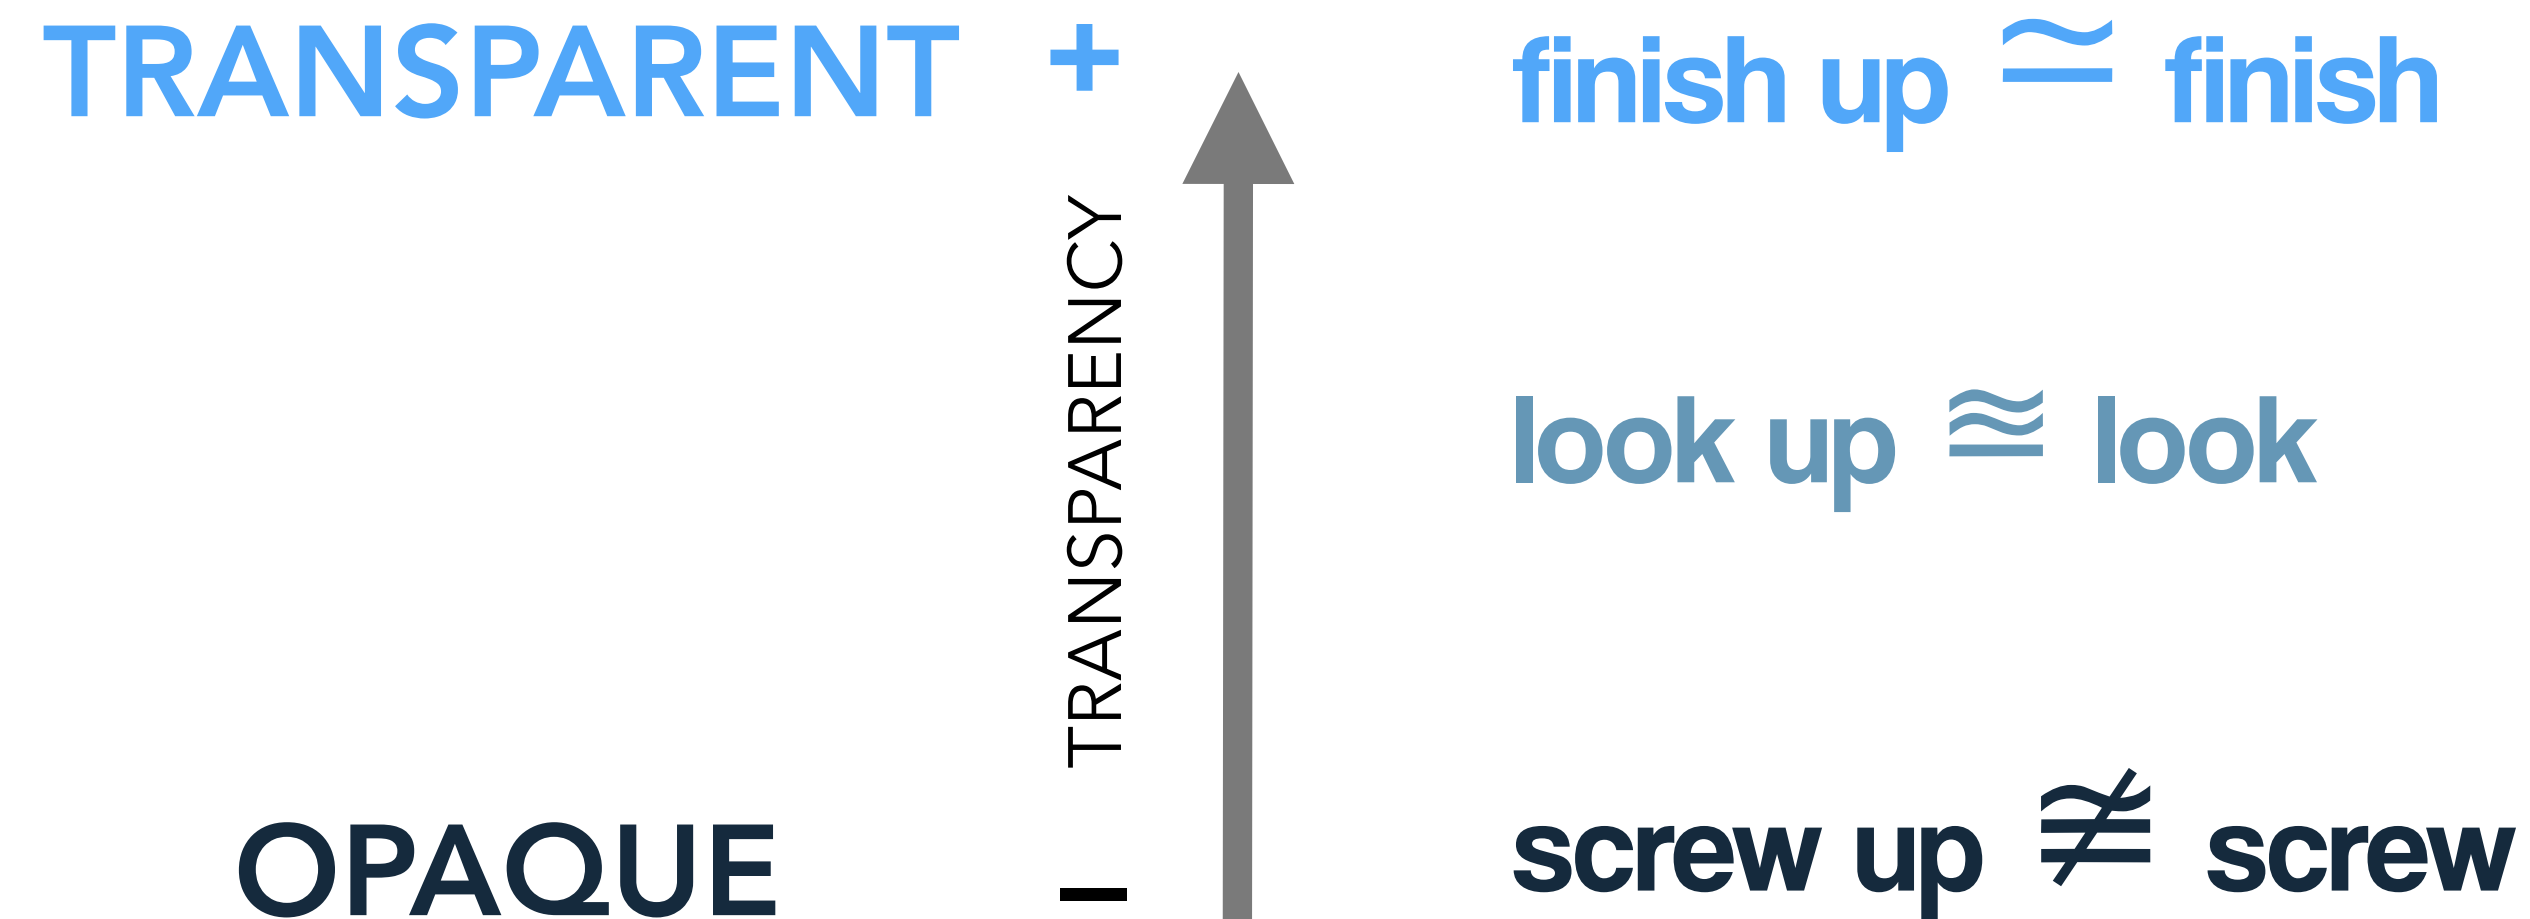 TRANSPARENT + finish up ≃ finish
TRANSPARENCY
look up ≊ look
OPAQUE – screw up ≇ screw